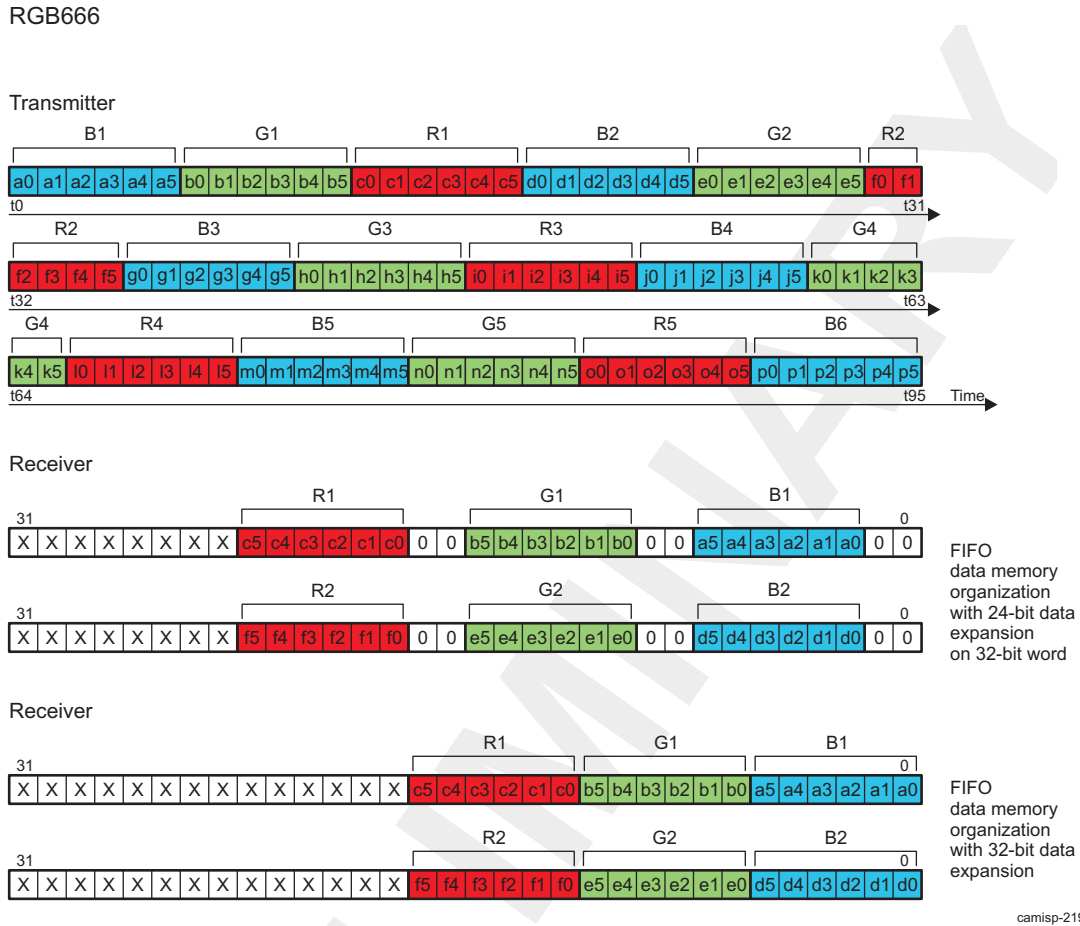 RGB666
Transmitter
B1 G1 R1 B2 G2 R2
a0 a1 a2 a3 a4 a5 b0 b1 b2 b3 b4 b5 c0 c1 c2 c3 c4 c5 d0 d1 d2 d3 d4 d5 e0 e1 e2 e3 e4 e5 f0 f1
t0 t31
R2 B3 G3 R3 B4 G4
f2 f3 f4 f5 g0 g1 g2 g3 g4 g5 h0 h1 h2 h3 h4 h5 i0 i1 i2 i3 i4 i5 j0 j1 j2 j3 j4 j5 k0 k1 k2 k3
t32 t63
G4 R4 B5 G5 R5 B6
k4 k5 l0 l1 l2 l3 l4 l5 m0 m1 m2 m3 m4 m5 n0 n1 n2 n3 n4 n5 o0 o1 o2 o3 o4 o5 p0 p1 p2 p3 p4 p5
t64 t95 Time
Receiver
R1 G1 B1
31 0
X X X X X X X X c5 c4 c3 c2 c1 c0 0 0 b5 b4 b3 b2 b1 b0 0 0 a5 a4 a3 a2 a1 a0 0 0
R2 G2 B2
31 0
X X X X X X X X f5 f4 f3 f2 f1 f0 0 0 e5 e4 e3 e2 e1 e0 0 0 d5 d4 d3 d2 d1 d0 0 0
FIFO
data memory
organization
with 24-bit data
expansion
on 32-bit word
Receiver
R1 G1 B1
31 0
X X X X X X X X X X X X X X c5 c4 c3 c2 c1 c0 b5 b4 b3 b2 b1 b0 a5 a4 a3 a2 a1 a0
R2 G2 B2
31 0
X X X X X X X X X X X X X X f5 f4 f3 f2 f1 f0 e5 e4 e3 e2 e1 e0 d5 d4 d3 d2 d1 d0
FIFO
data memory
organization
with 32-bit data
expansion
camisp-219